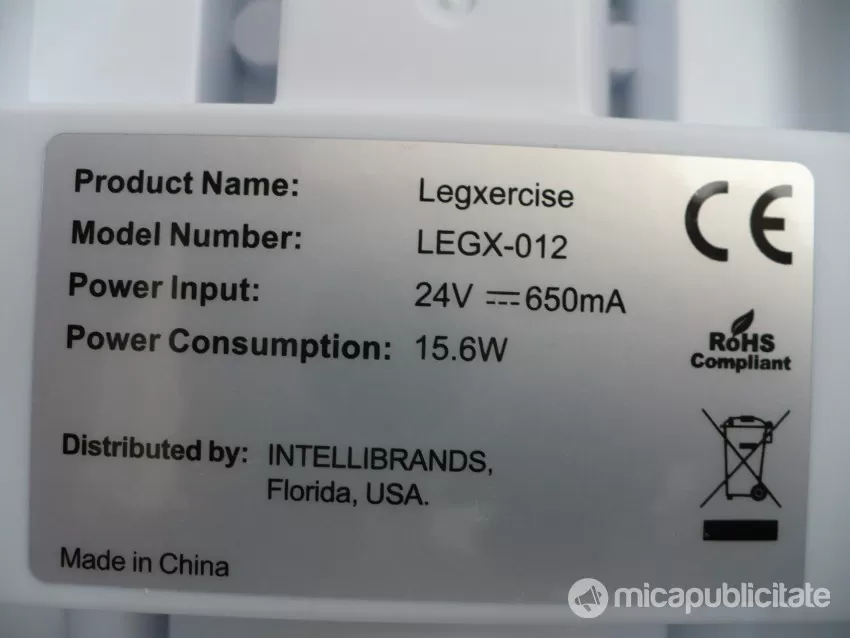 Product Name: Legxercise
Model Number: LEGX-012
Power Input: 24V ⎓ 650mA
Power Consumption: 15.6W
CE
RoHS
Compliant
Distributed by: INTELLIBRANDS,
Florida, USA.
Made in China
micapublicitate